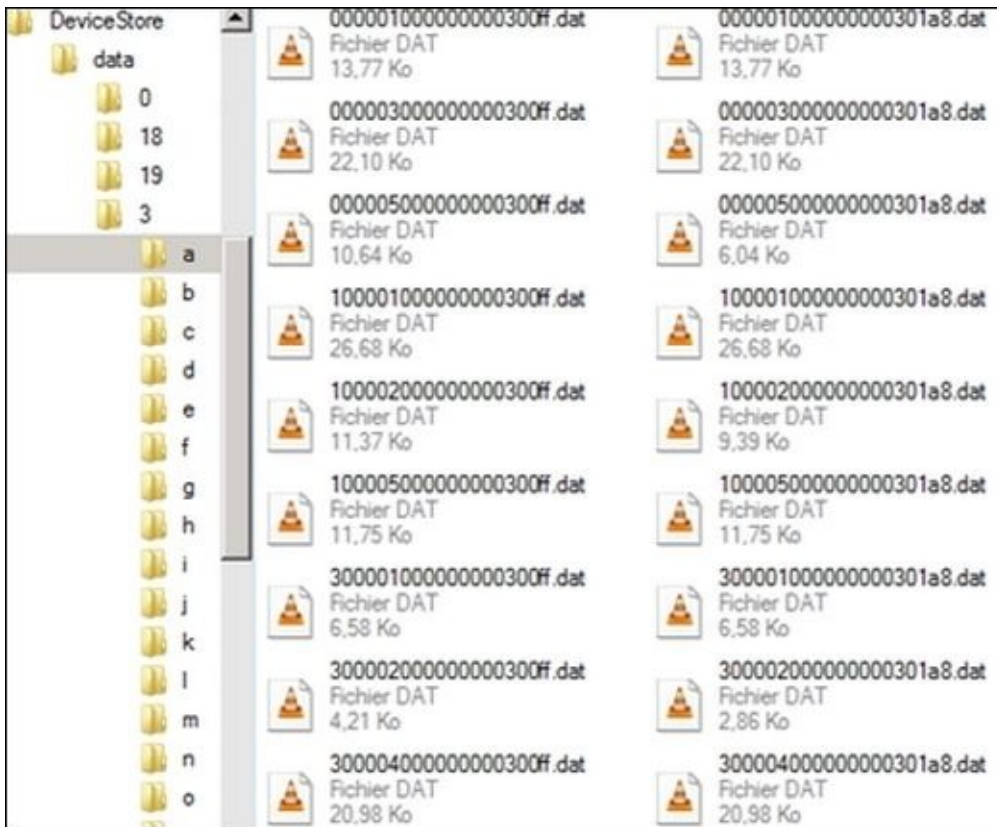 DeviceStore
data
0
18
19
3
a
b
c
d
e
f
g
h
i
j
k
l
m
n
o
000001000000000300ff.dat
Fichier DAT
13,77 Ko
000003000000000300ff.dat
Fichier DAT
22,10 Ko
000005000000000300ff.dat
Fichier DAT
10,64 Ko
100001000000000300ff.dat
Fichier DAT
26,68 Ko
100002000000000300ff.dat
Fichier DAT
11,37 Ko
100005000000000300ff.dat
Fichier DAT
11,75 Ko
300001000000000300ff.dat
Fichier DAT
6,58 Ko
300002000000000300ff.dat
Fichier DAT
4,21 Ko
300004000000000300ff.dat
Fichier DAT
20,98 Ko
000001000000000301a8.dat
Fichier DAT
13,77 Ko
000003000000000301a8.dat
Fichier DAT
22,10 Ko
000005000000000301a8.dat
Fichier DAT
6,04 Ko
100001000000000301a8.dat
Fichier DAT
26,68 Ko
100002000000000301a8.dat
Fichier DAT
9,39 Ko
100005000000000301a8.dat
Fichier DAT
11,75 Ko
300001000000000301a8.dat
Fichier DAT
6,58 Ko
300002000000000301a8.dat
Fichier DAT
2,86 Ko
300004000000000301a8.dat
Fichier DAT
20,98 Ko